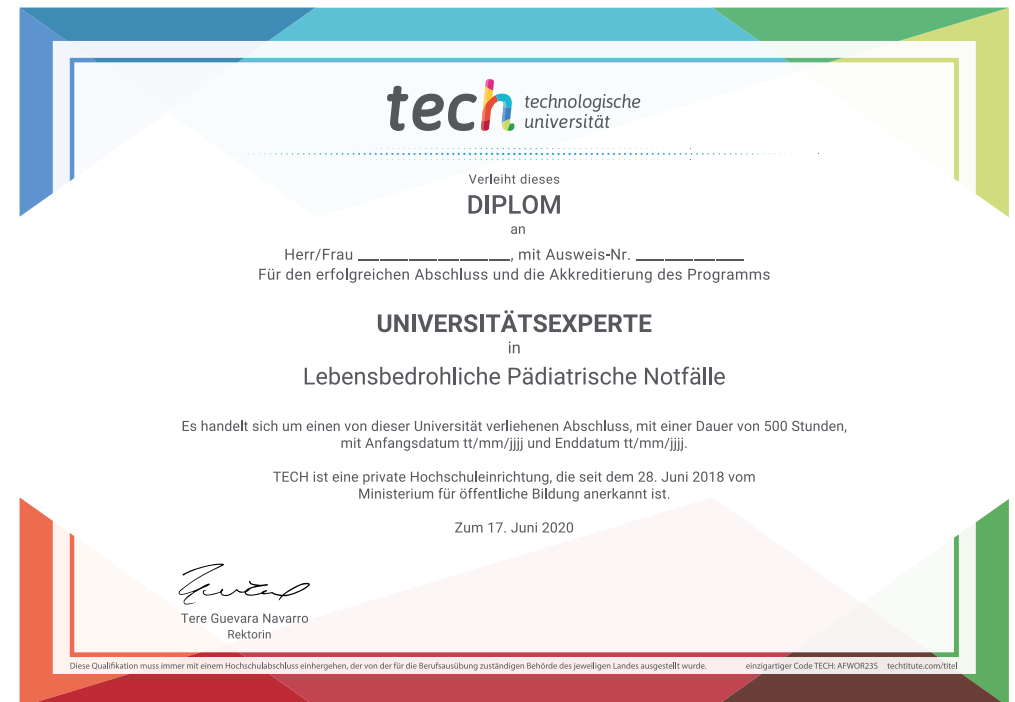 tech technologische
universität
Verleiht dieses
DIPLOM
an
Herr/Frau ____________________, mit Ausweis-Nr. ______________
Für den erfolgreichen Abschluss und die Akkreditierung des Programms
UNIVERSITÄTSEXPERTE
in
Lebensbedrohliche Pädiatrische Notfälle
Es handelt sich um einen von dieser Universität verliehenen Abschluss, mit einer Dauer von 500 Stunden,
mit Anfangsdatum tt/mm/jjjj und Enddatum tt/mm/jjjj.
TECH ist eine private Hochschuleinrichtung, die seit dem 28. Juni 2018 vom
Ministerium für öffentliche Bildung anerkannt ist.
Zum 17. Juni 2020
Tere Guevara Navarro
Rektorin
Diese Qualifikation muss immer mit einem Hochschulabschluss einhergehen, der von der für die Berufsausübung zuständigen Behörde des jeweiligen Landes ausgestellt wurde. einzigartiger Code TECH: AFWOR23S techtitute.com/titel